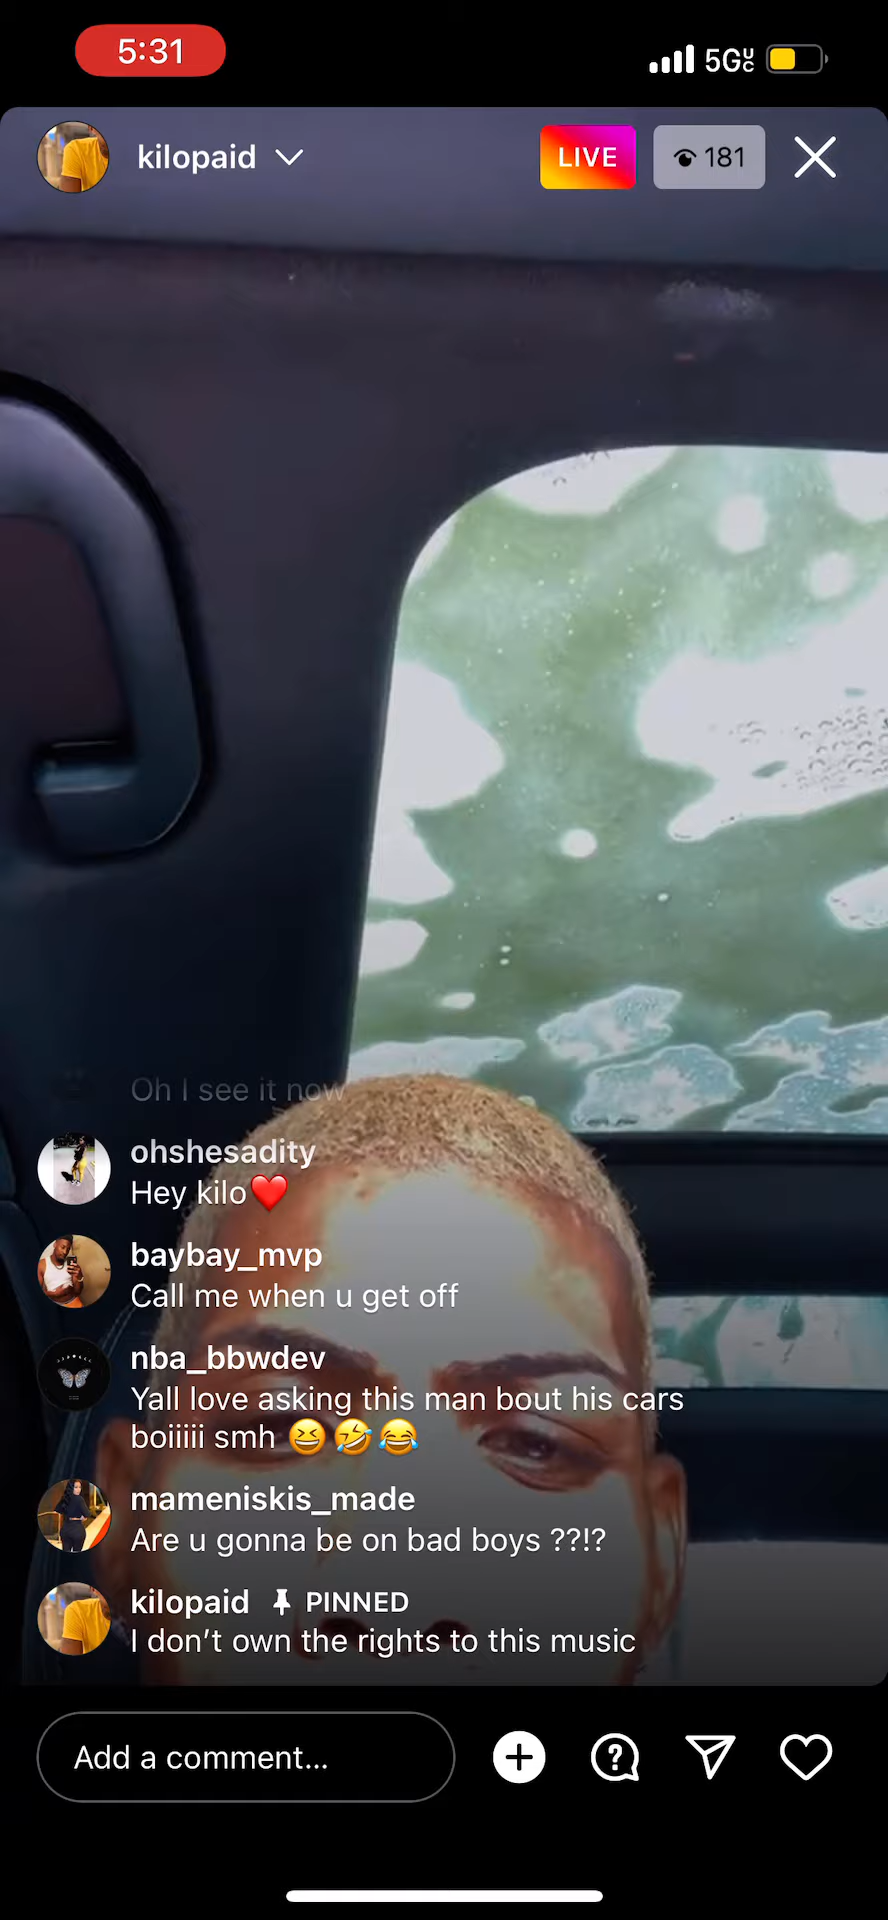 5:31
5GUC
kilopaid
LIVE
181
Oh I see it now
ohshesadity
Hey kilo❤️
baybay_mvp
Call me when u get off
nba_bbwdev
Yall love asking this man bout his cars
boiiiii smh 😆🤣😂
mameniskis_made
Are u gonna be on bad boys ??!?
kilopaid PINNED
I don’t own the rights to this music
Add a comment...